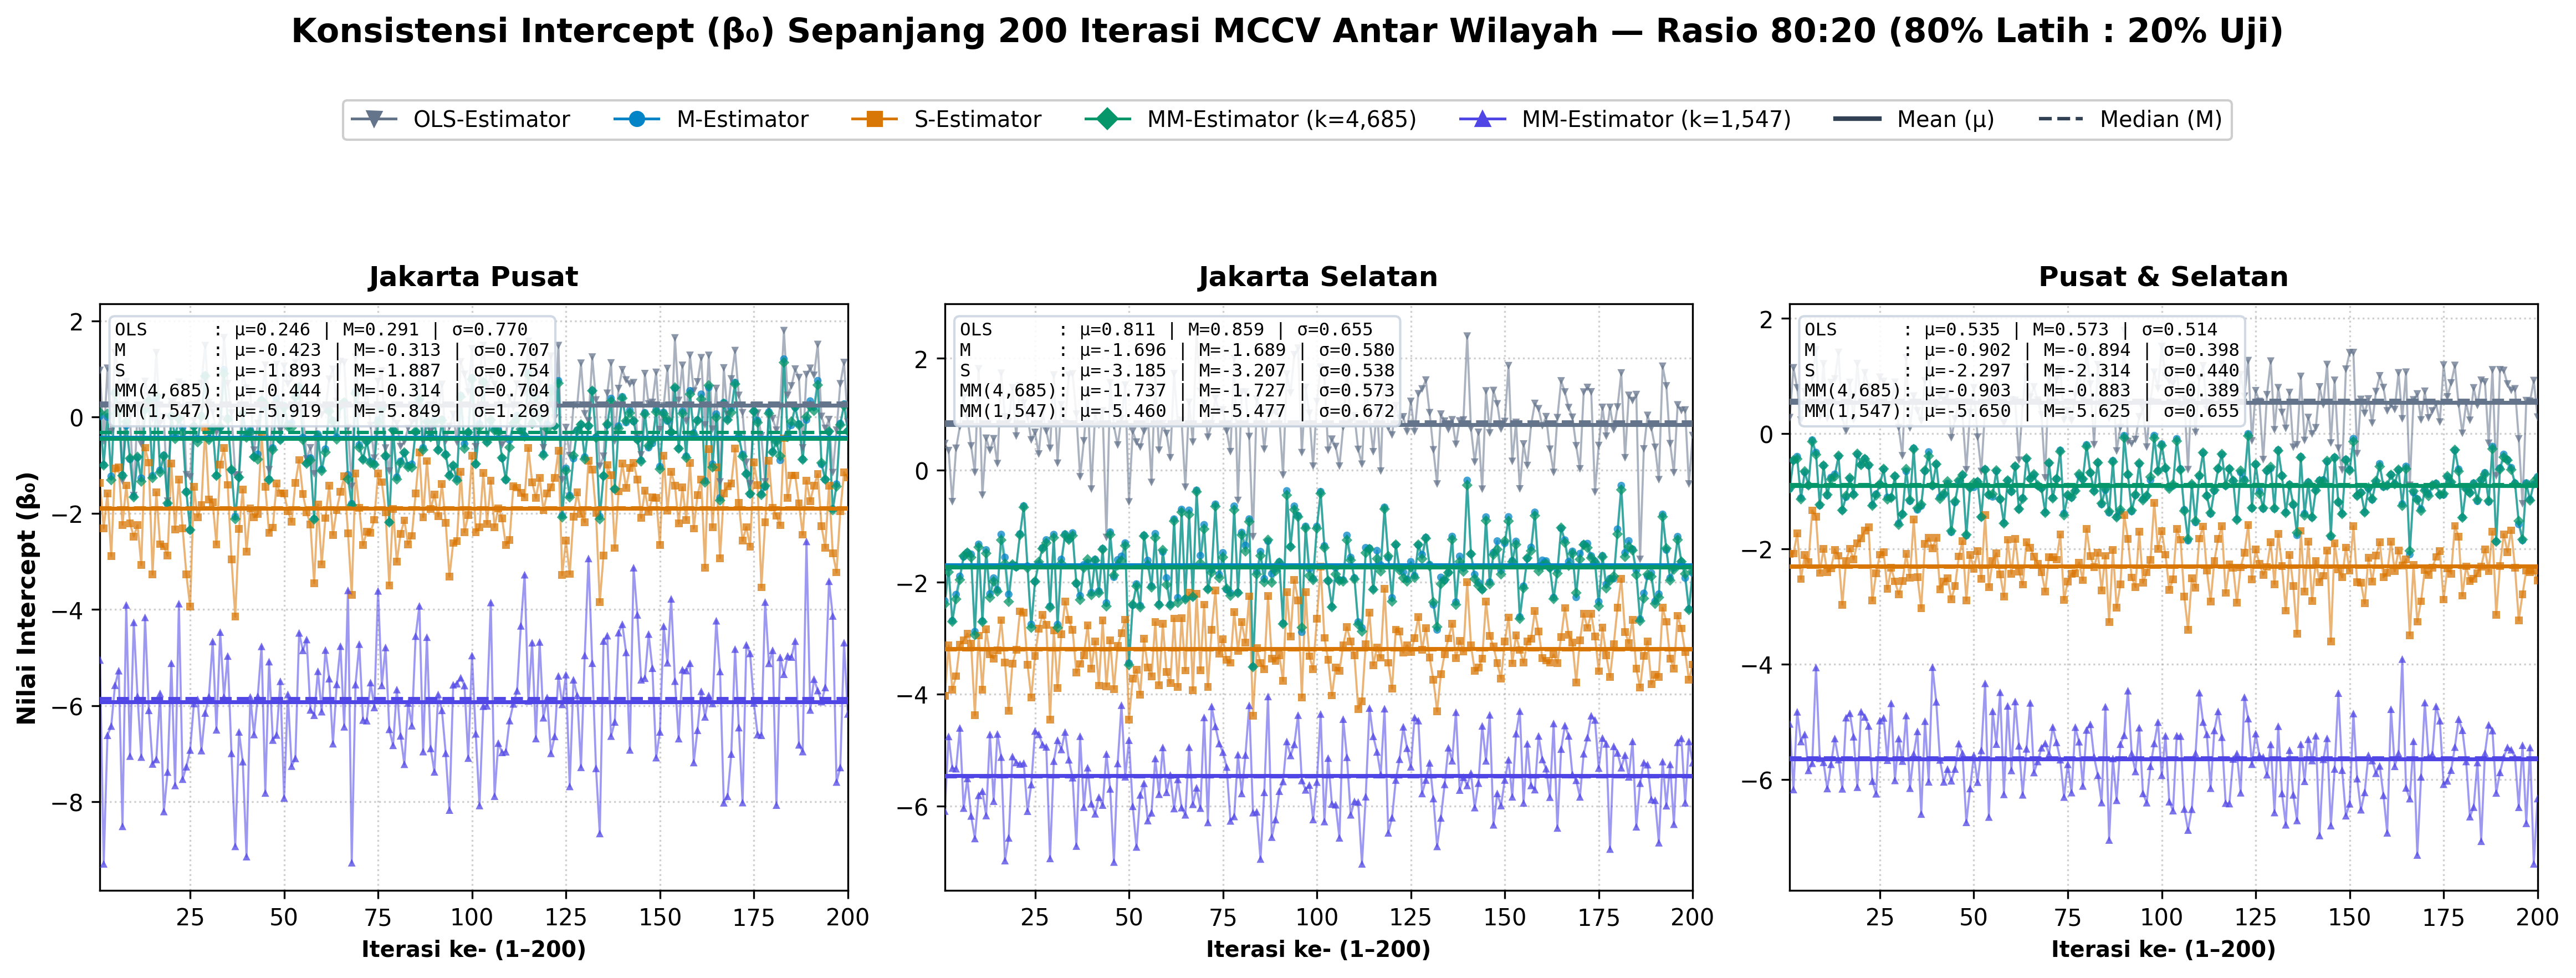 Konsistensi Intercept (β₀) Sepanjang 200 Iterasi MCCV Antar Wilayah — Rasio 80:20 (80% Latih : 20% Uji)
OLS-Estimator M-Estimator S-Estimator MM-Estimator (k=4,685) MM-Estimator (k=1,547) Mean (μ) Median (M)
Jakarta Pusat
OLS : μ=0.246 | M=0.291 | σ=0.770
M : μ=-0.423 | M=-0.313 | σ=0.707
S : μ=-1.893 | M=-1.887 | σ=0.754
MM(4,685): μ=-0.444 | M=-0.314 | σ=0.704
MM(1,547): μ=-5.919 | M=-5.849 | σ=1.269
2
0
−2
−4
−6
−8
Nilai Intercept (β₀)
25 50 75 100 125 150 175 200
Iterasi ke- (1–200)
Jakarta Selatan
OLS : μ=0.811 | M=0.859 | σ=0.655
M : μ=-1.696 | M=-1.689 | σ=0.580
S : μ=-3.185 | M=-3.207 | σ=0.538
MM(4,685): μ=-1.737 | M=-1.727 | σ=0.573
MM(1,547): μ=-5.460 | M=-5.477 | σ=0.672
2
0
−2
−4
−6
25 50 75 100 125 150 175 200
Iterasi ke- (1–200)
Pusat & Selatan
OLS : μ=0.535 | M=0.573 | σ=0.514
M : μ=-0.902 | M=-0.894 | σ=0.398
S : μ=-2.297 | M=-2.314 | σ=0.440
MM(4,685): μ=-0.903 | M=-0.883 | σ=0.389
MM(1,547): μ=-5.650 | M=-5.625 | σ=0.655
2
0
−2
−4
−6
25 50 75 100 125 150 175 200
Iterasi ke- (1–200)